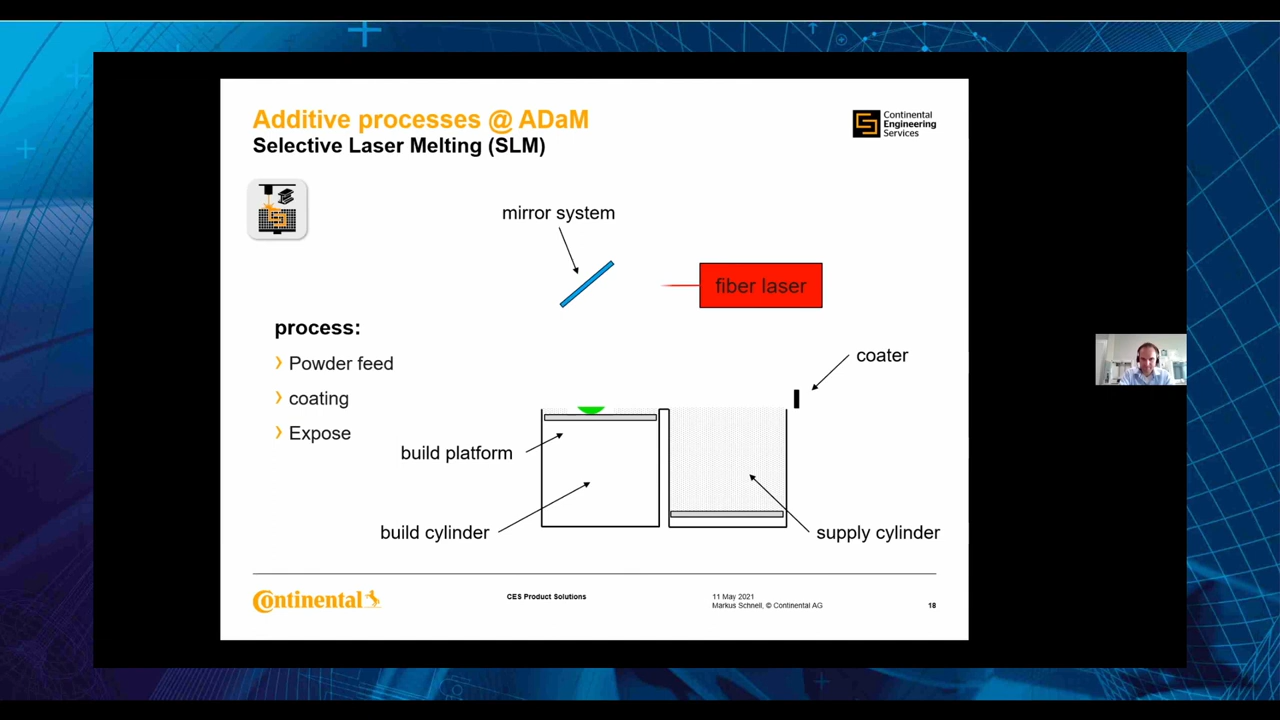 Additive processes @ ADaM
Selective Laser Melting (SLM)
Continental
Engineering
Services
mirror system
fiber laser
process:
Powder feed
coating
Expose
coater
build platform
build cylinder
supply cylinder
Continental
CES Product Solutions
11 May 2021
Markus Schnell, © Continental AG
18